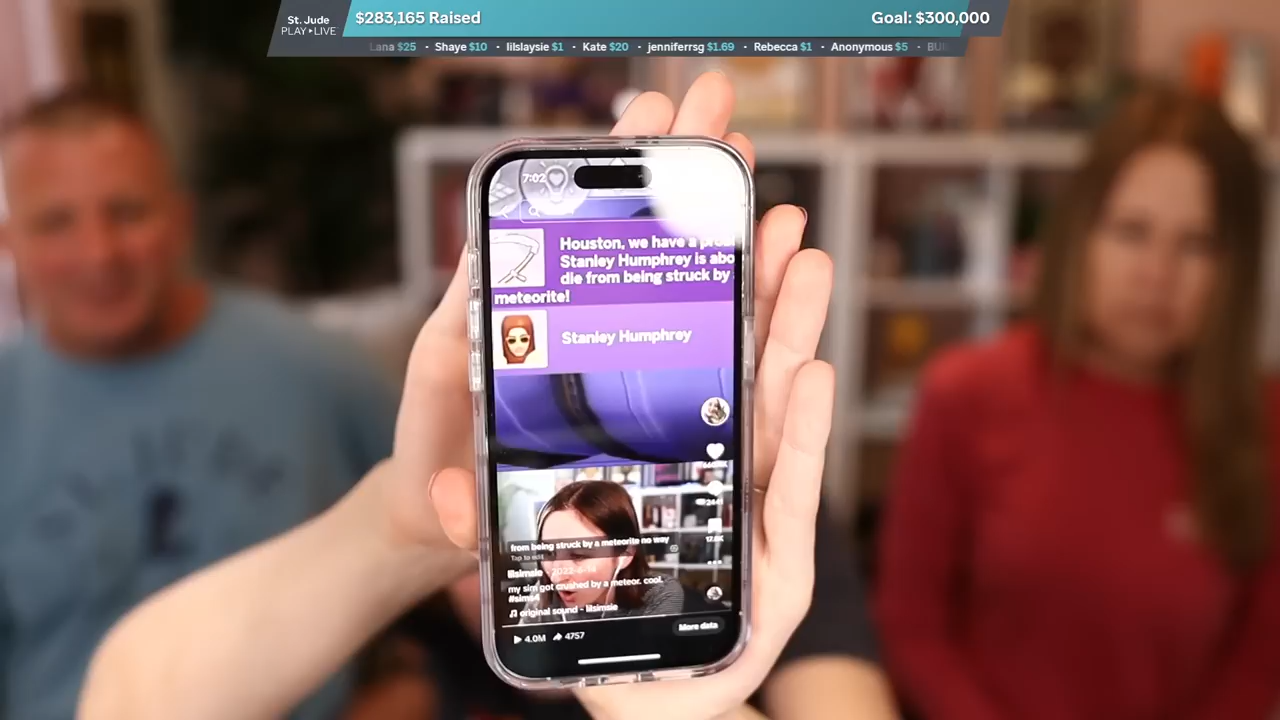 St. Jude
PLAY LIVE
$283,165 Raised
Goal: $300,000
Lana $25 · Shaye $10 · lilslaysie $1 · Kate $20 · jenniferrsg $1.69 · Rebecca $1 · Anonymous $5
7:02
Houston, we have a
Stanley Humphrey is
die from being struck by
meteorite!
Stanley Humphrey
from being struck by a meteorite no way
Tap to edit
lilsimsie
my sim got crushed by a meteor. cool.
#sims4
original sound - lilsimsie
4.0M 4757
More data